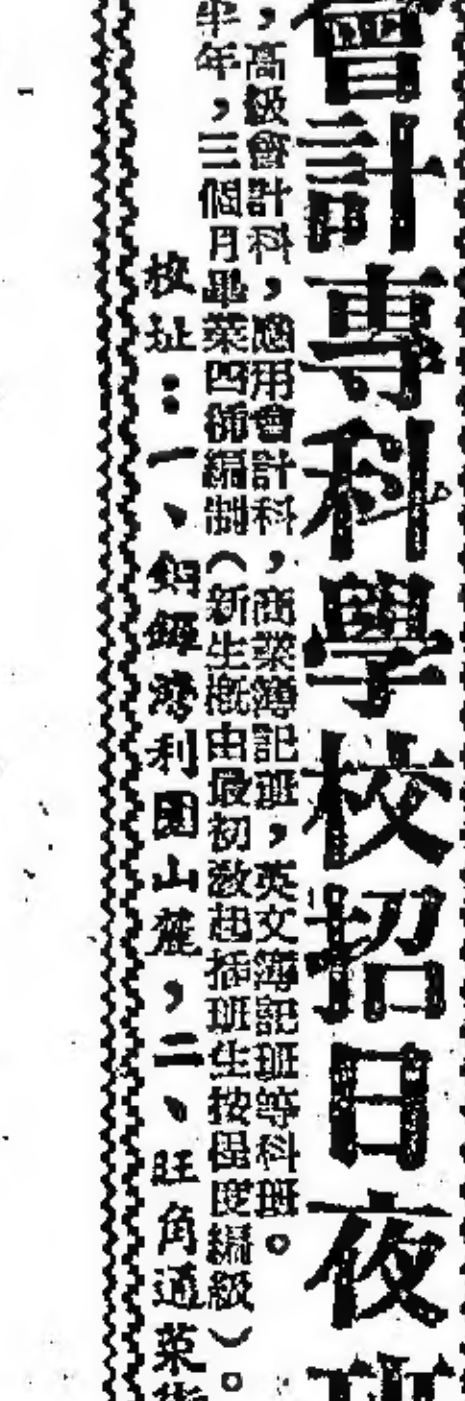 會計專科學校招日夜班
，高級會計科，應用會計科，商業簿記班，英文簿記班等科班。
半年，三個月畢業四種編制（新生概由最初敎起插班生按程度編級）。
校址：一、銅鑼灣利園山麓，二、旺角通菜街